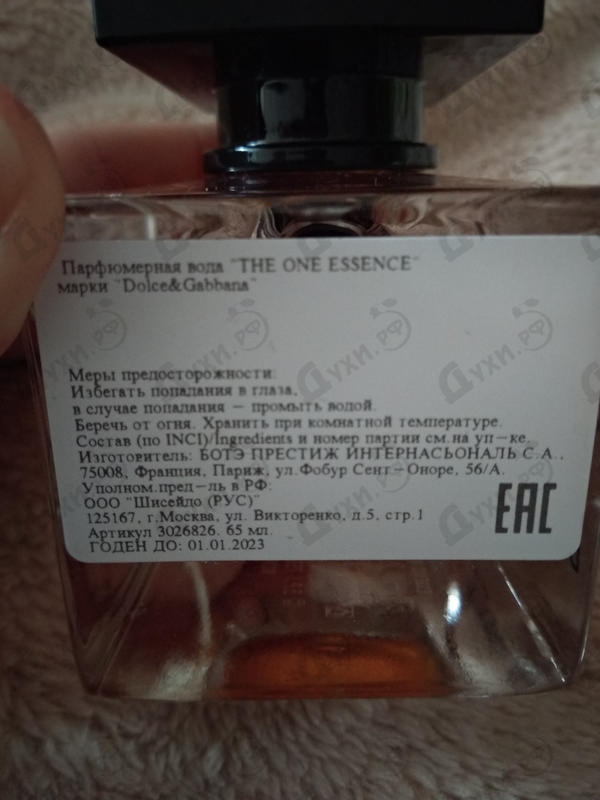 Парфюмерная вода "THE ONE ESSENCE"
марки "Dolce&Gabbana"
Меры предосторожности:
Избегать попадания в глаза,
в случае попадания — промыть водой.
Беречь от огня. Хранить при комнатной температуре.
Состав (по INCI)/Ingredients и номер партии см.на уп—ке.
Изготовитель: БОТЭ ПРЕСТИЖ ИНТЕРНАСЬОНАЛЬ С.А.,
75008, Франция, Париж, ул.Фобур Сент—Оноре, 56/А.
Уполном.пред—ль в РФ:
ООО "Шисейдо (РУС)"
125167, г.Москва, ул. Викторенко, д.5, стр.1
Артикул 3026826. 65 мл.
ГОДЕН ДО: 01.01.2023
EAC
Духи.рф